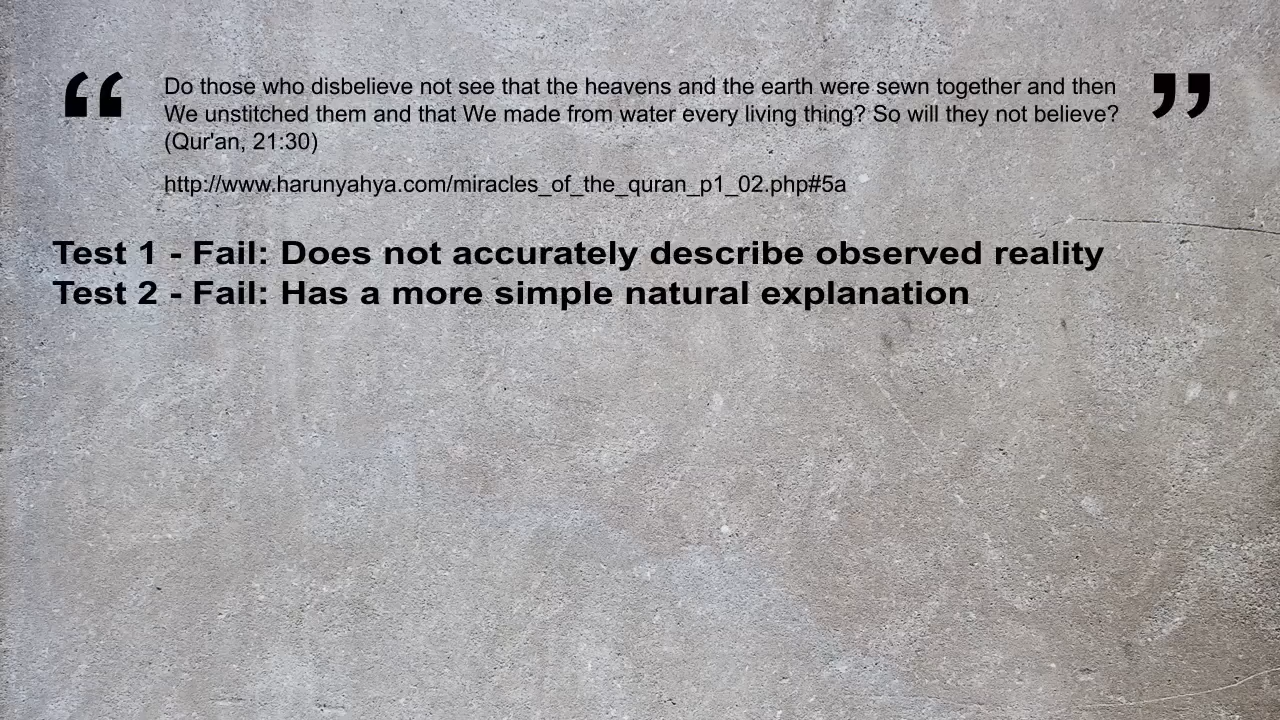 “ Do those who disbelieve not see that the heavens and the earth were sewn together and then ”
We unstitched them and that We made from water every living thing? So will they not believe?
(Qur'an, 21:30)
http://www.harunyahya.com/miracles_of_the_quran_p1_02.php#5a
Test 1 - Fail: Does not accurately describe observed reality
Test 2 - Fail: Has a more simple natural explanation